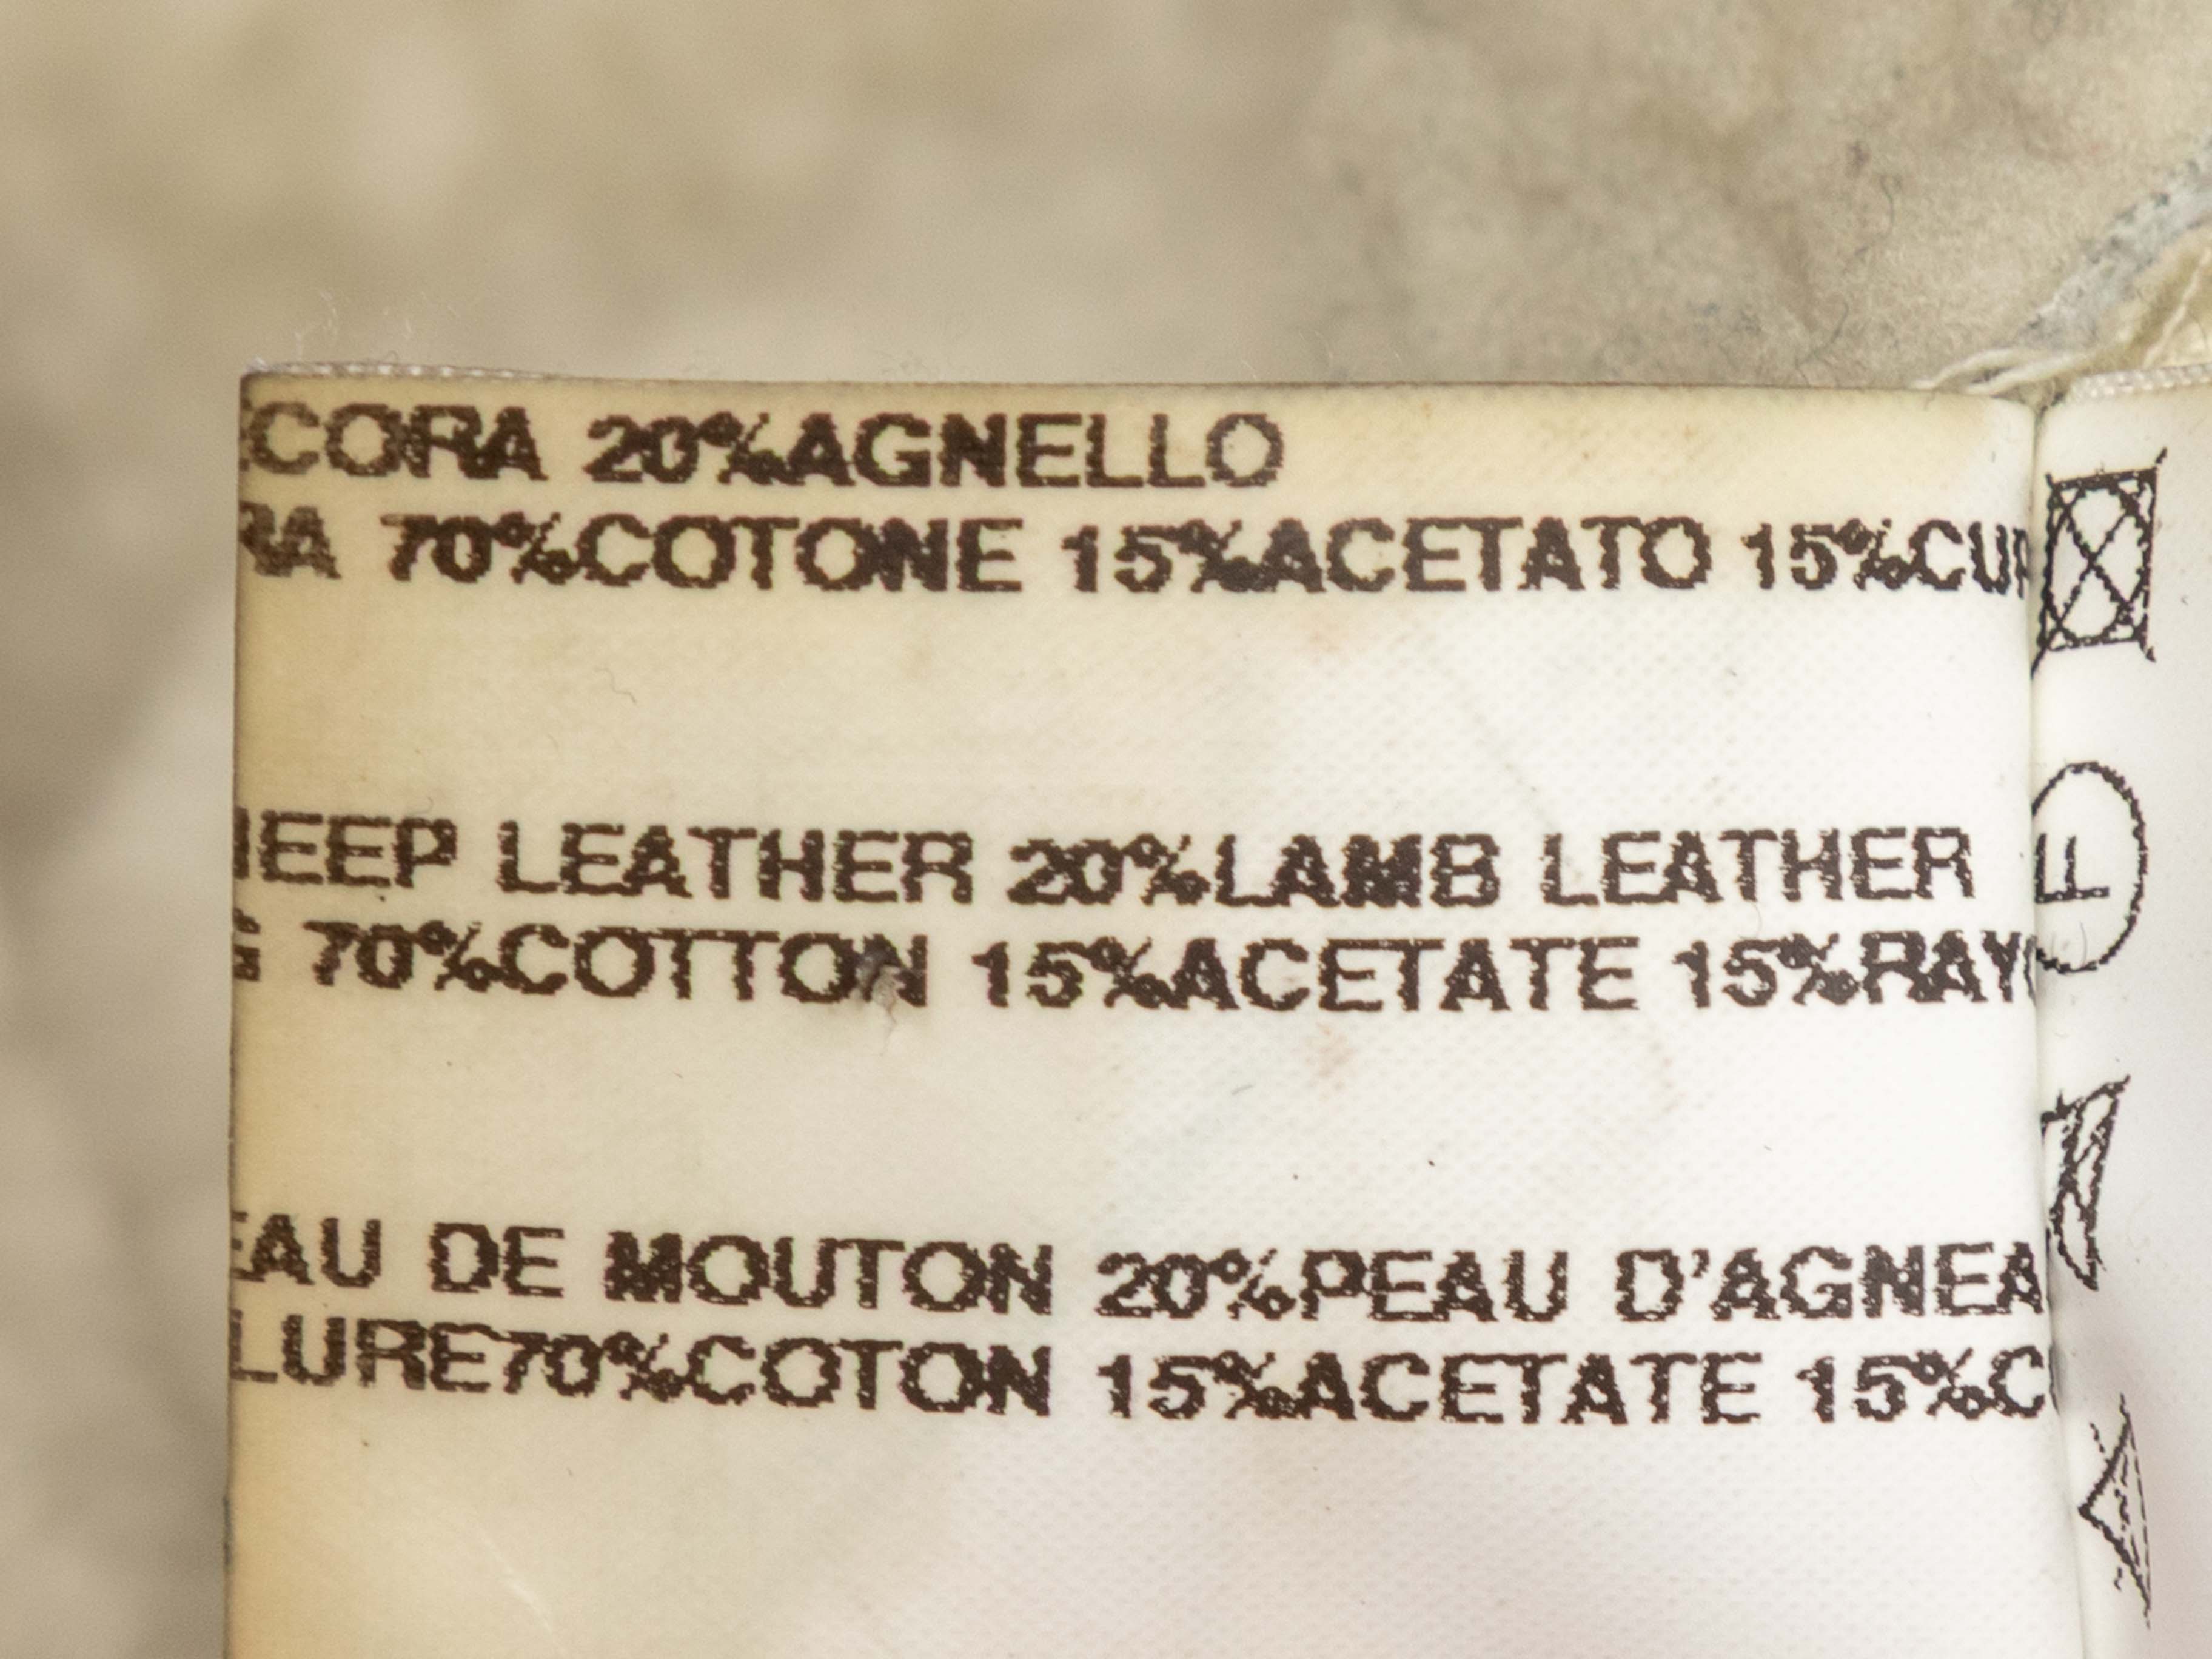 CORA 20%AGNELLO
RA 70%COTONE 15%ACETATO 15%CUP
HEEP LEATHER 20%LAMB LEATHER
G 70%COTTON 15%ACETATE 15%RAY
EAU DE MOUTON 20%PEAU D'AGNEA
LURE70%COTON 15%ACETATE 15%C
F